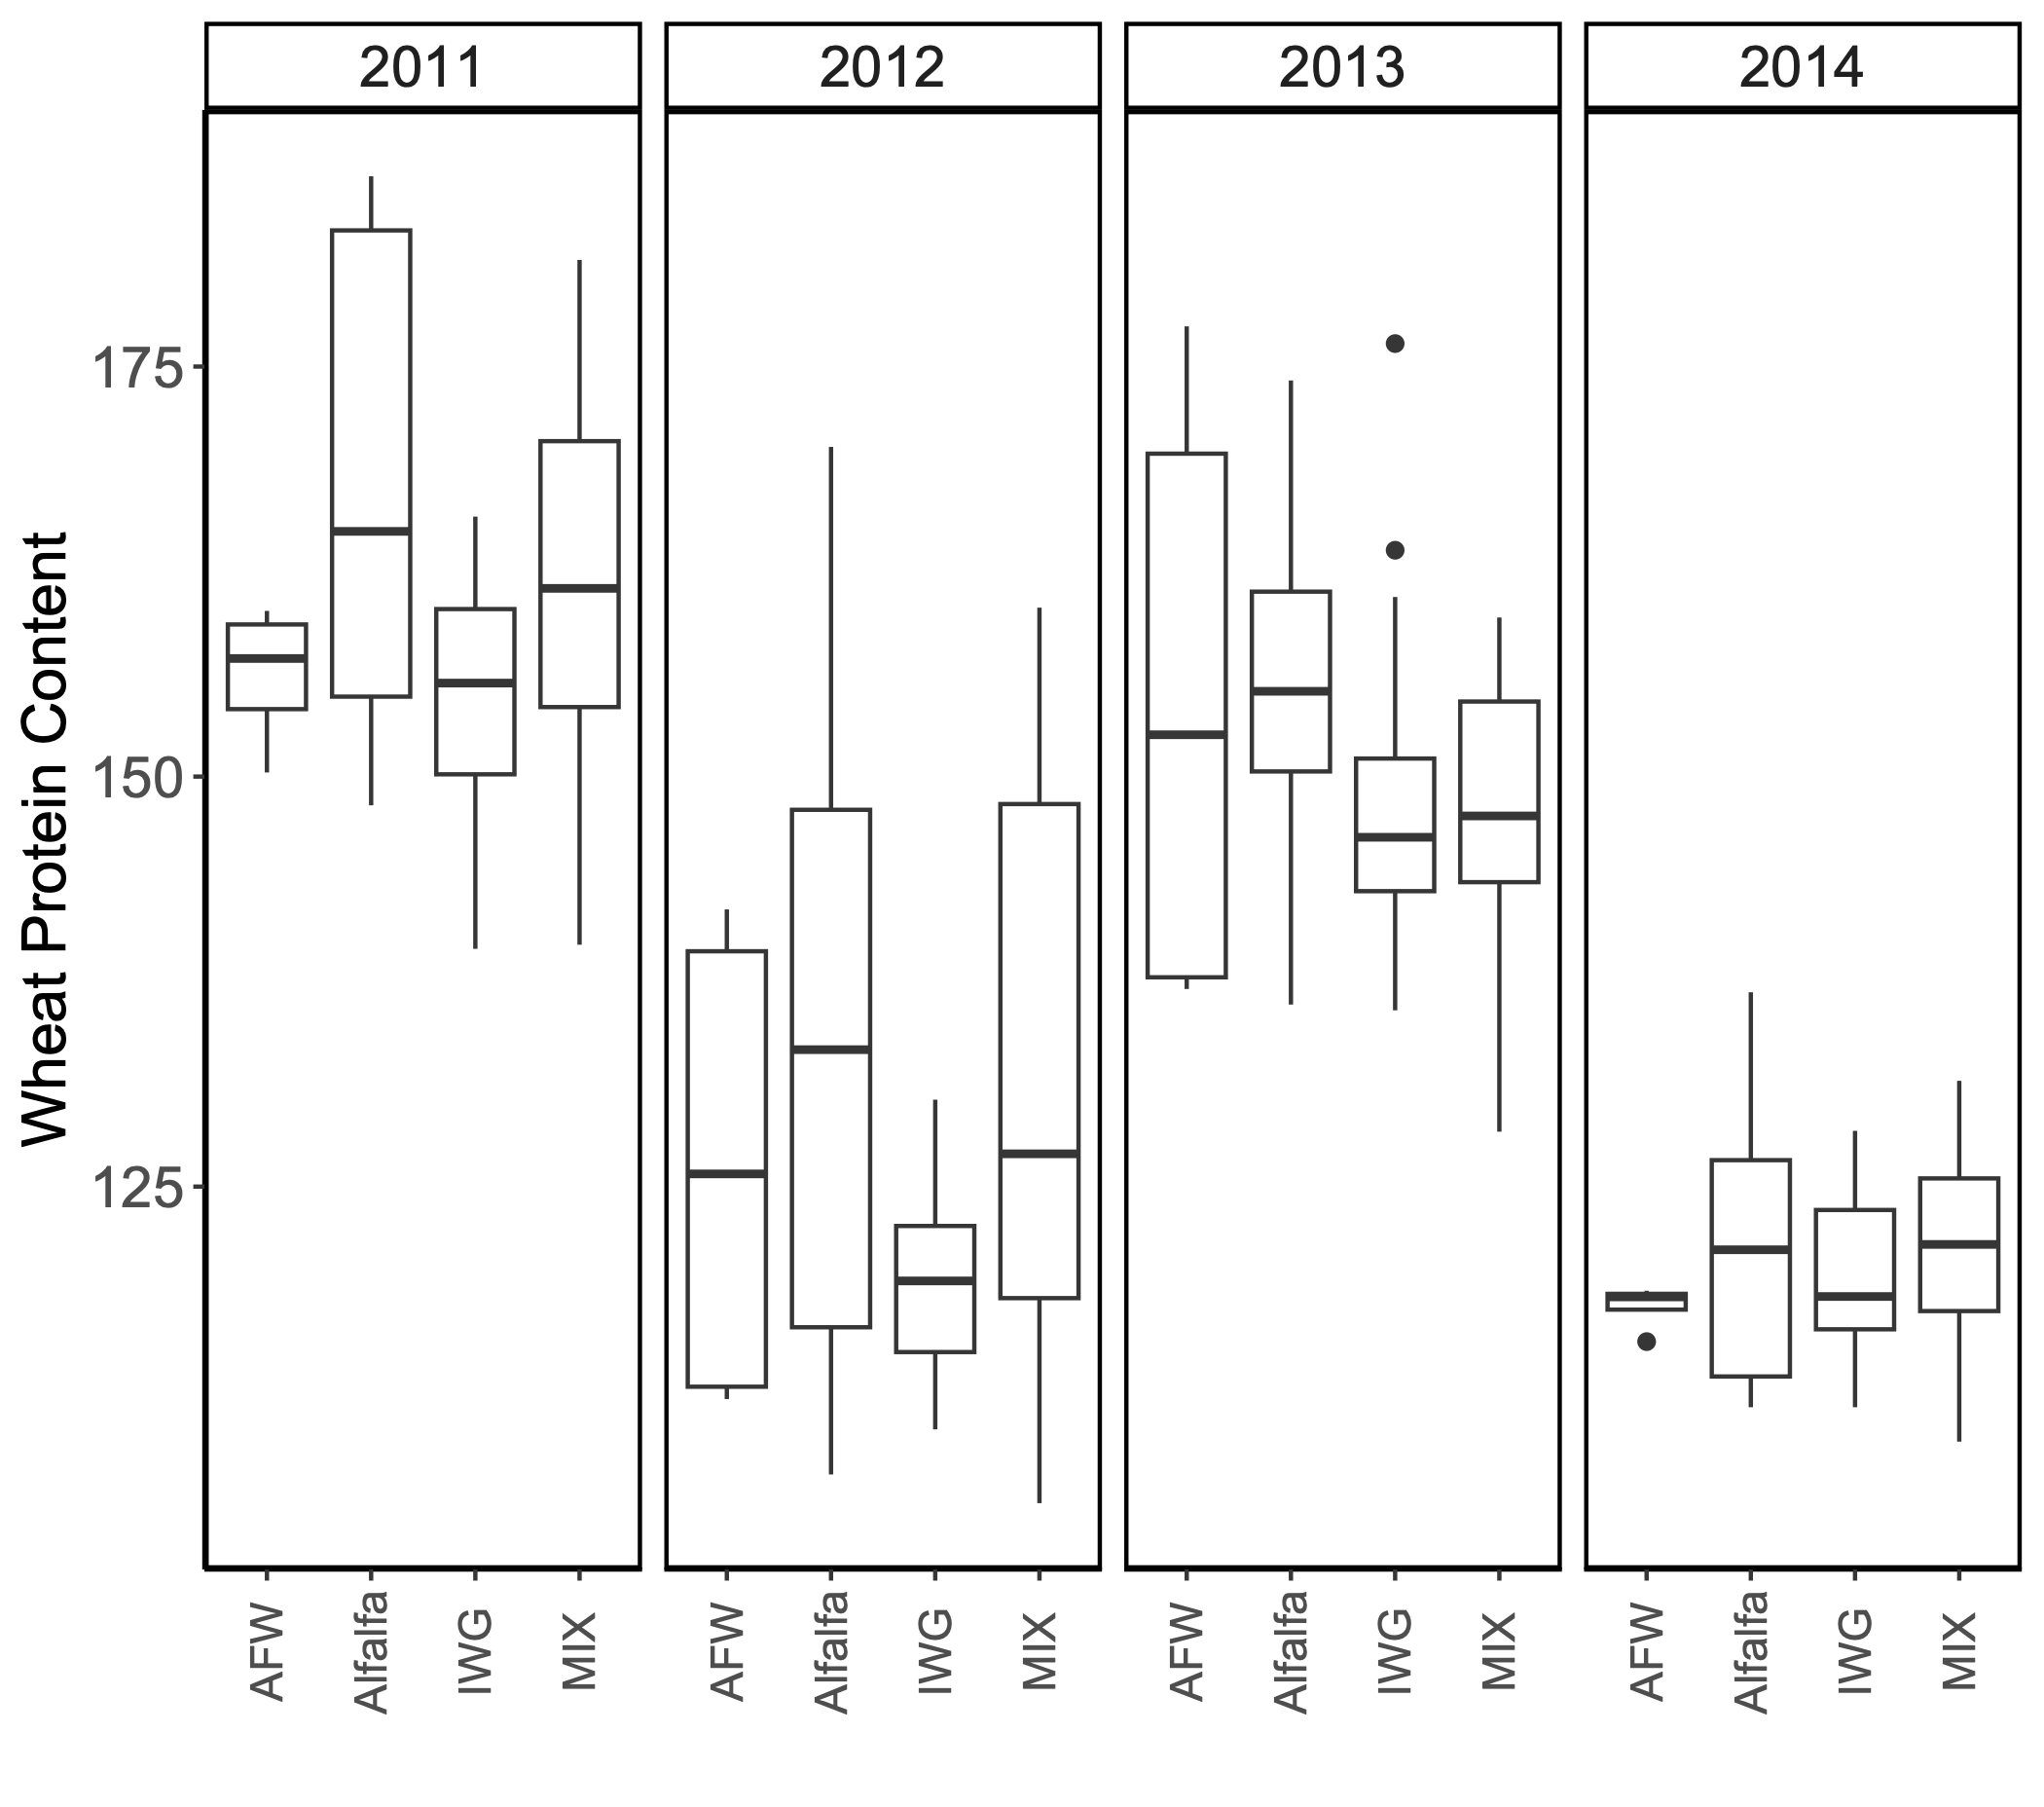 2011 2012 2013 2014
Wheat Protein Content
175
150
125
AFW Alfalfa IWG MIX AFW Alfalfa IWG MIX AFW Alfalfa IWG MIX AFW Alfalfa IWG MIX